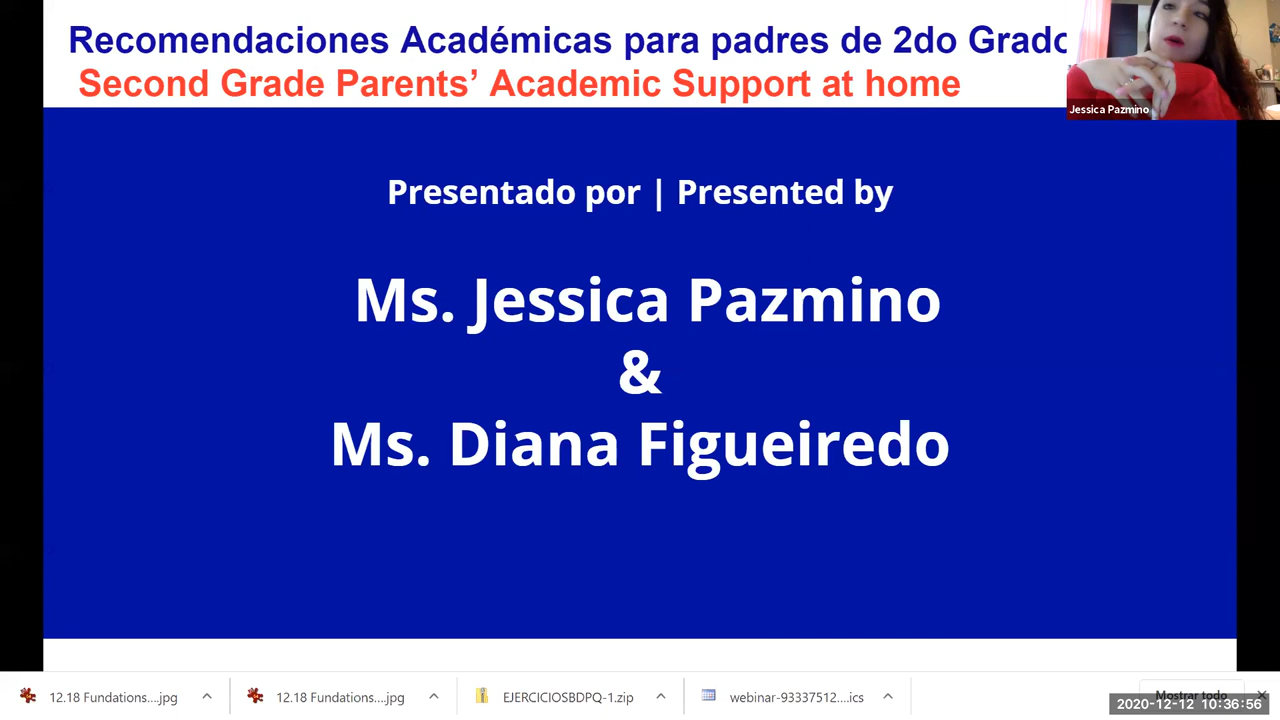 Recomendaciones Académicas para padres de 2do Grado
Second Grade Parents' Academic Support at home
Jessica Pazmino
Presentado por | Presented by
Ms. Jessica Pazmino
&
Ms. Diana Figueiredo
12.18 Fundations....jpg
12.18 Fundations....jpg
EJERCICIOSBDPQ-1.zip
webinar-93337512....ics
Mostrar todo
2020-12-12 10:36:56